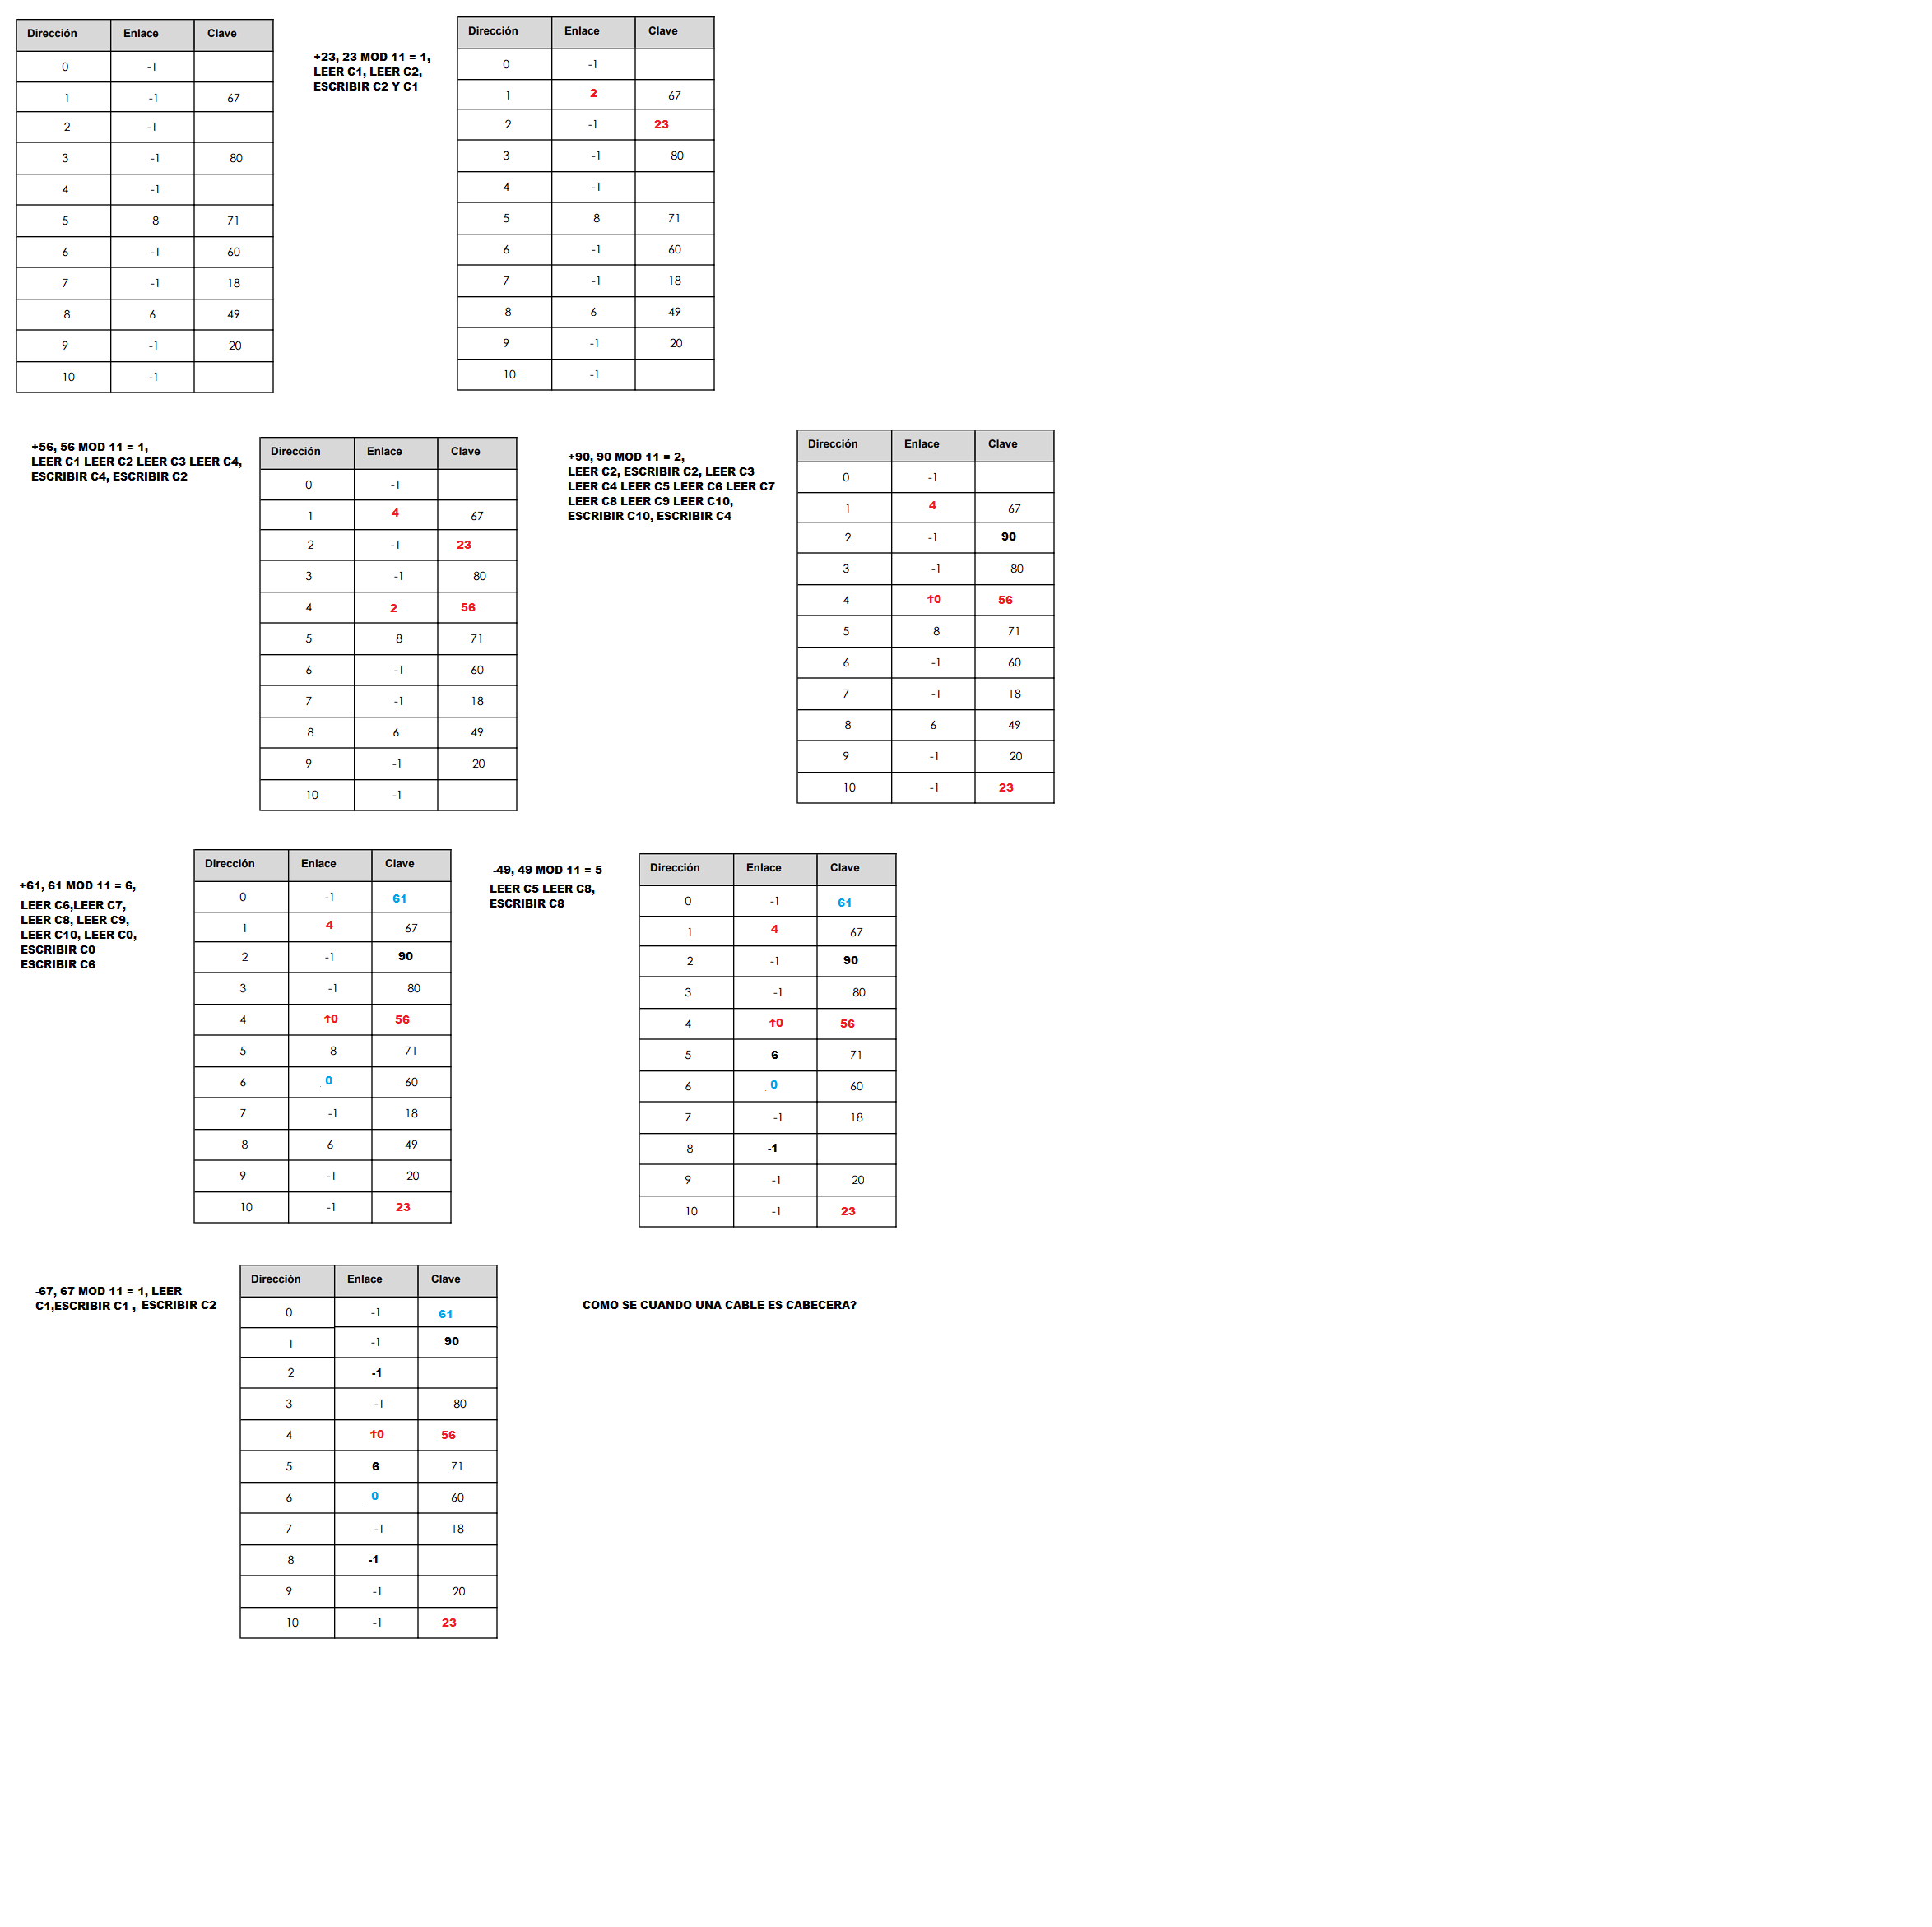 Dirección Enlace Clave
0 -1
1 -1 67
2 -1
3 -1 80
4 -1
5 8 71
6 -1 60
7 -1 18
8 6 49
9 -1 20
10 -1
+23, 23 MOD 11 = 1,
LEER C1, LEER C2,
ESCRIBIR C2 Y C1
Dirección Enlace Clave
0 -1
1 2 67
2 -1 23
3 -1 80
4 -1
5 8 71
6 -1 60
7 -1 18
8 6 49
9 -1 20
10 -1
+56, 56 MOD 11 = 1,
LEER C1 LEER C2 LEER C3 LEER C4,
ESCRIBIR C4, ESCRIBIR C2
Dirección Enlace Clave
0 -1
1 4 67
2 -1 23
3 -1 80
4 2 56
5 8 71
6 -1 60
7 -1 18
8 6 49
9 -1 20
10 -1
+90, 90 MOD 11 = 2,
LEER C2, ESCRIBIR C2, LEER C3
LEER C4 LEER C5 LEER C6 LEER C7
LEER C8 LEER C9 LEER C10,
ESCRIBIR C10, ESCRIBIR C4
Dirección Enlace Clave
0 -1
1 4 67
2 -1 90
3 -1 80
4 10 56
5 8 71
6 -1 60
7 -1 18
8 6 49
9 -1 20
10 -1 23
+61, 61 MOD 11 = 6,
LEER C6,LEER C7,
LEER C8, LEER C9,
LEER C10, LEER C0,
ESCRIBIR C0
ESCRIBIR C6
Dirección Enlace Clave
0 -1 61
1 4 67
2 -1 90
3 -1 80
4 10 56
5 8 71
6 0 60
7 -1 18
8 6 49
9 -1 20
10 -1 23
-49, 49 MOD 11 = 5
LEER C5 LEER C8,
ESCRIBIR C8
Dirección Enlace Clave
0 -1 61
1 4 67
2 -1 90
3 -1 80
4 10 56
5 6 71
6 0 60
7 -1 18
8 -1
9 -1 20
10 -1 23
-67, 67 MOD 11 = 1, LEER
C1,ESCRIBIR C1 , ESCRIBIR C2
Dirección Enlace Clave
0 -1 61
1 -1 90
2 -1
3 -1 80
4 10 56
5 6 71
6 0 60
7 -1 18
8 -1
9 -1 20
10 -1 23
COMO SE CUANDO UNA CABLE ES CABECERA?